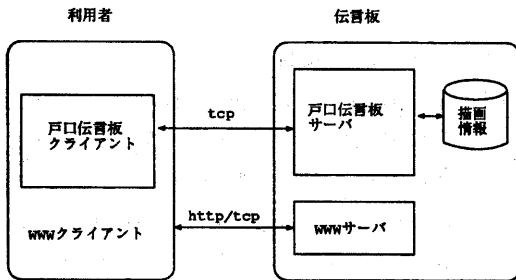 利用者
伝言板
戸口伝言板
クライアント
tcp
戸口伝言板
サーバ
描画
情報
http/tcp
wwwクライアント
wwwサーバ